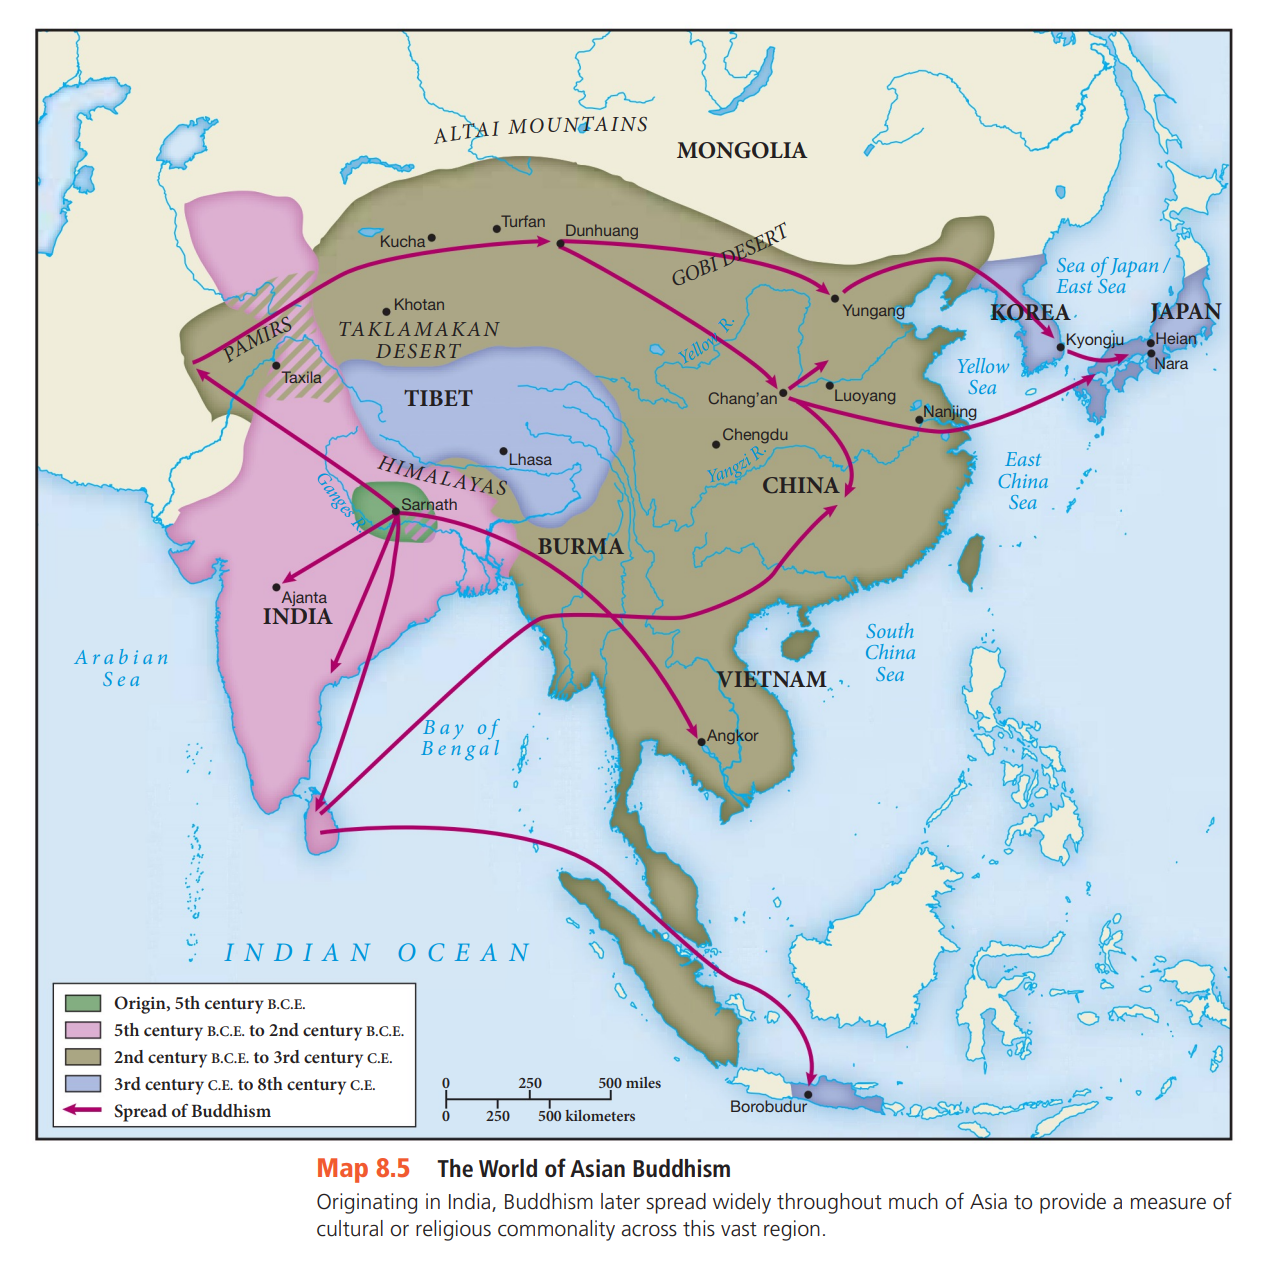 ALTAI MOUNTAINS
MONGOLIA
Turfan
Dunhuang
Kucha
GOBI DESERT
Sea of Japan /
East Sea
Khotan
Yungang
KOREA
JAPAN
PAMIRS
TAKLAMAKAN
DESERT
Yellow R.
Kyongju
Heian
Nara
Taxila
Yellow
Sea
TIBET
Chang'an
Luoyang
Nanjing
Chengdu
Lhasa
HIMALAYAS
Yangzi R.
East
China
Sea
CHINA
Ganges R.
Sarnath
BURMA
Ajanta
INDIA
Arabian
Sea
South
China
Sea
VIETNAM
Bay of
Bengal
Angkor
INDIAN OCEAN
Origin, 5th century B.C.E.
5th century B.C.E. to 2nd century B.C.E.
2nd century B.C.E. to 3rd century C.E.
3rd century C.E. to 8th century C.E.
Spread of Buddhism
0 250 500 miles
0 250 500 kilometers
Borobudur
Map 8.5 The World of Asian Buddhism
Originating in India, Buddhism later spread widely throughout much of Asia to provide a measure of
cultural or religious commonality across this vast region.